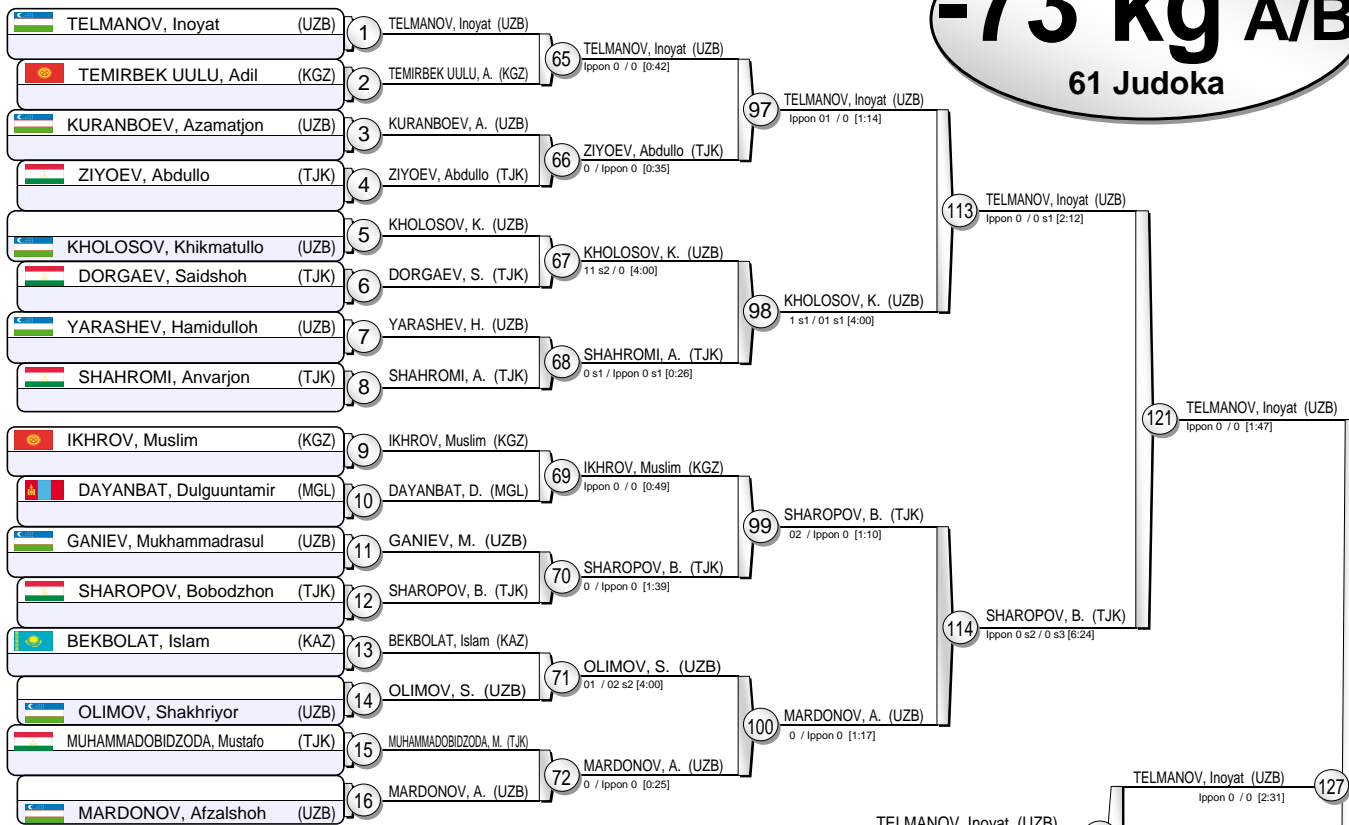 -73 kg A/B
61 Judoka
TELMANOV, Inoyat (UZB)
TEMIRBEK UULU, Adil (KGZ)
KURANBOEV, Azamatjon (UZB)
ZIYOEV, Abdullo (TJK)
KHOLOSOV, Khikmatullo (UZB)
DORGAEV, Saidshoh (TJK)
YARASHEV, Hamidulloh (UZB)
SHAHROMI, Anvarjon (TJK)
IKHROV, Muslim (KGZ)
DAYANBAT, Dulguuntamir (MGL)
GANIEV, Mukhammadrasul (UZB)
SHAROPOV, Bobodzhon (TJK)
BEKBOLAT, Islam (KAZ)
OLIMOV, Shakhriyor (UZB)
MUHAMMADOBIDZODA, Mustafo (TJK)
MARDONOV, Afzalshoh (UZB)
1 TELMANOV, Inoyat (UZB)
2 TEMIRBEK UULU, A. (KGZ)
3 KURANBOEV, A. (UZB)
4 ZIYOEV, Abdullo (TJK)
5 KHOLOSOV, K. (UZB)
6 DORGAEV, S. (TJK)
7 YARASHEV, H. (UZB)
8 SHAHROMI, A. (TJK)
9 IKHROV, Muslim (KGZ)
10 DAYANBAT, D. (MGL)
11 GANIEV, M. (UZB)
12 SHAROPOV, B. (TJK)
13 BEKBOLAT, Islam (KAZ)
14 OLIMOV, S. (UZB)
15 MUHAMMADOBIDZODA, M. (TJK)
16 MARDONOV, A. (UZB)
65 TELMANOV, Inoyat (UZB)
Ippon 0 / 0 [0:42]
66 ZIYOEV, Abdullo (TJK)
0 / Ippon 0 [0:35]
67 KHOLOSOV, K. (UZB)
11 s2 / 0 [4:00]
68 SHAHROMI, A. (TJK)
0 s1 / Ippon 0 s1 [0:26]
69 IKHROV, Muslim (KGZ)
Ippon 0 / 0 [0:49]
70 SHAROPOV, B. (TJK)
0 / Ippon 0 [1:39]
71 OLIMOV, S. (UZB)
01 / 02 s2 [4:00]
72 MARDONOV, A. (UZB)
0 / Ippon 0 [0:25]
97 TELMANOV, Inoyat (UZB)
Ippon 01 / 0 [1:14]
98 KHOLOSOV, K. (UZB)
1 s1 / 01 s1 [4:00]
99 SHAROPOV, B. (TJK)
02 / Ippon 0 [1:10]
100 MARDONOV, A. (UZB)
0 / Ippon 0 [1:17]
113 TELMANOV, Inoyat (UZB)
Ippon 0 / 0 s1 [2:12]
114 SHAROPOV, B. (TJK)
Ippon 0 s2 / 0 s3 [6:24]
121 TELMANOV, Inoyat (UZB)
Ippon 0 / 0 [1:47]
TELMANOV, Inoyat (UZB)
Ippon 0 / 0 [2:31]
127
TELMANOV, Inoyat (UZB)